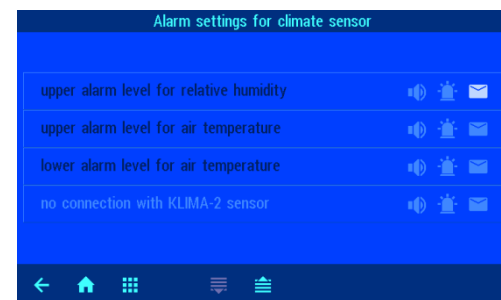 Alarm settings for climate sensor
upper alarm level for relative humidity
upper alarm level for air temperature
lower alarm level for air temperature
no connection with KLIMA-2 sensor